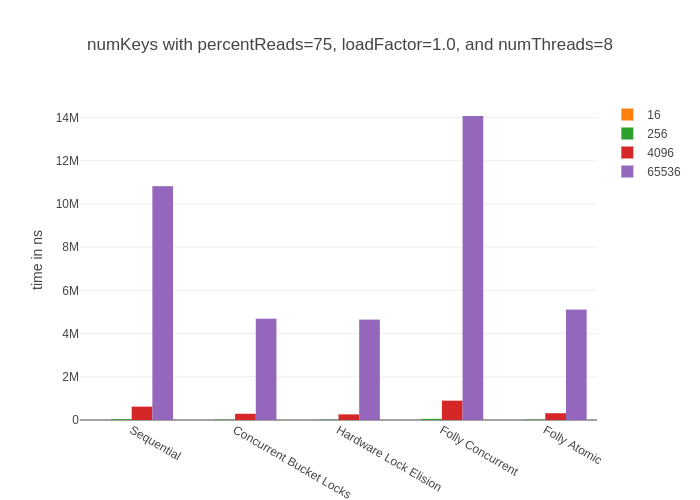 numKeys with percentReads=75, loadFactor=1.0, and numThreads=8
16
256
4096
65536
14M
12M
10M
8M
6M
4M
2M
0
time in ns
Sequential
Concurrent Bucket Locks
Hardware Lock Elision
Folly Concurrent
Folly Atomic